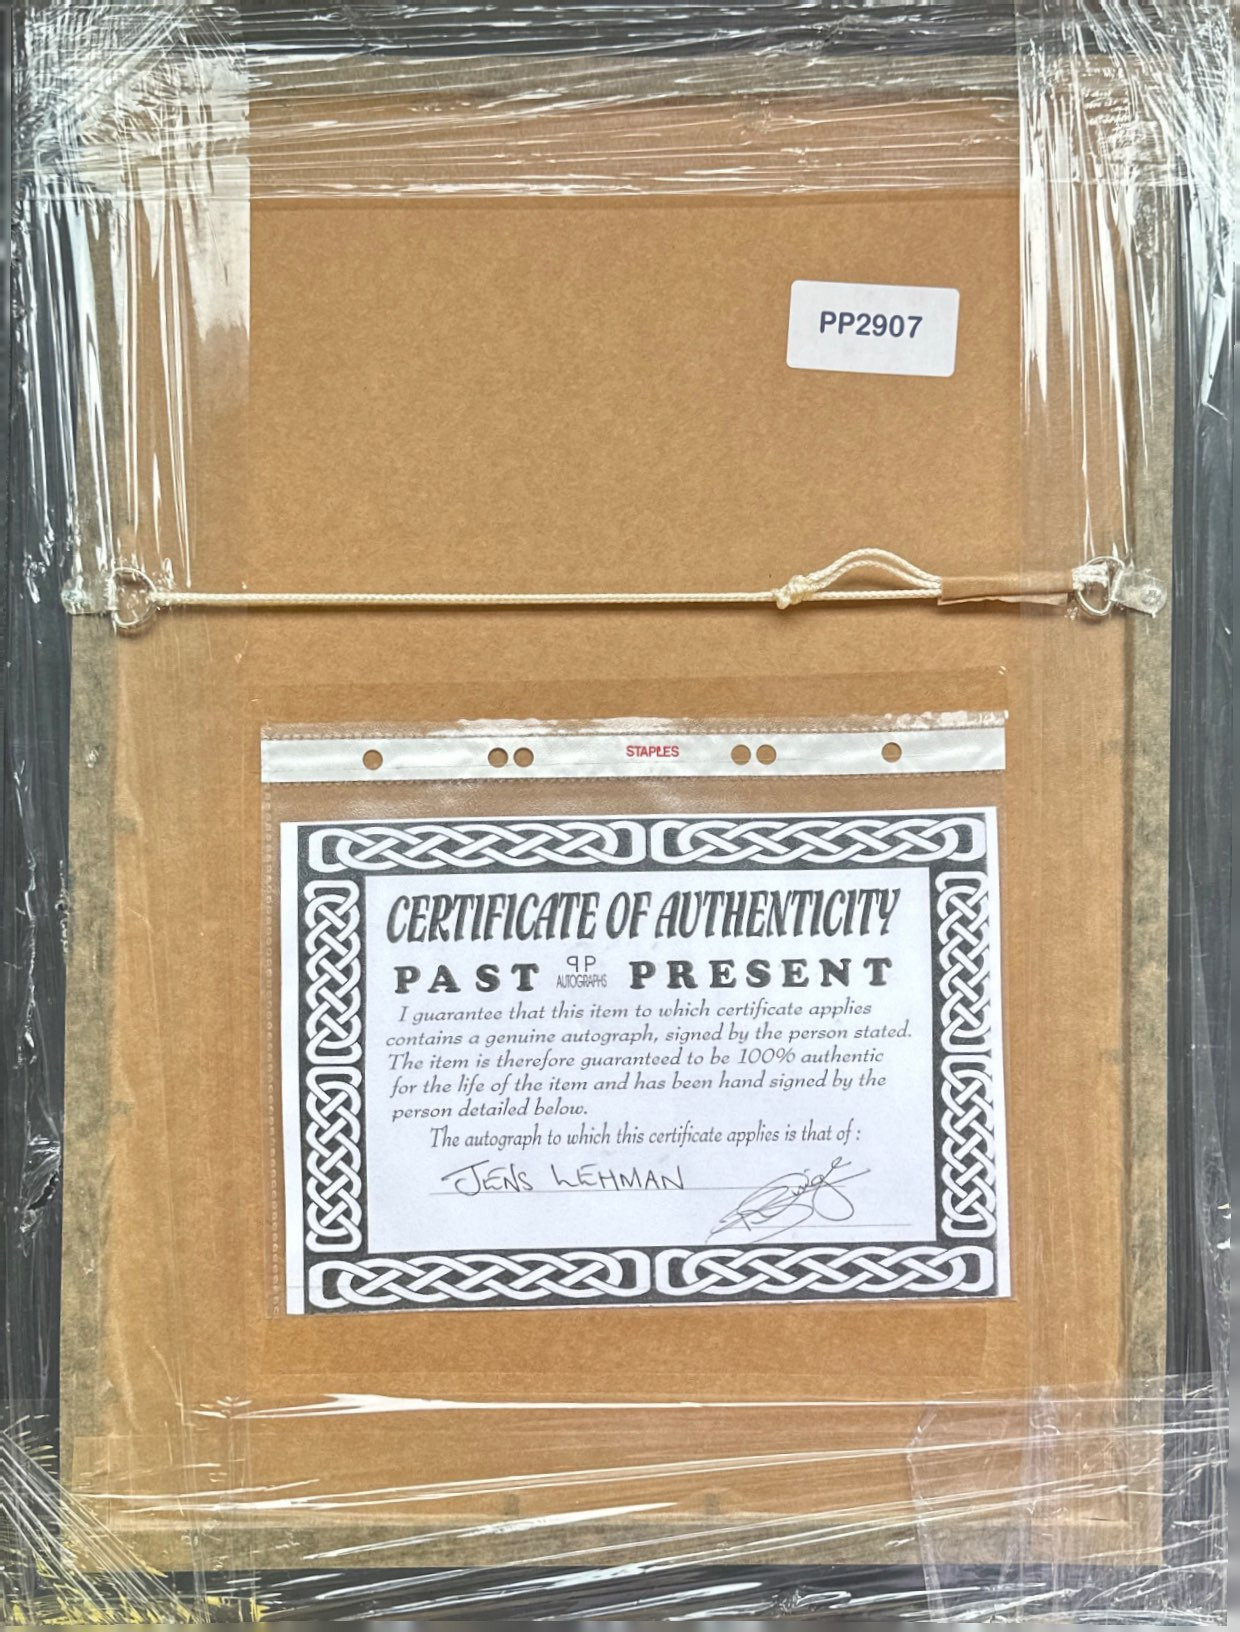 PP2907
STAPLES
CERTIFICATE OF AUTHENTICITY
PAST PP PRESENT
AUTOGRAPHS
I guarantee that this item to which certificate applies
contains a genuine autograph, signed by the person stated.
The item is therefore guaranteed to be 100% authentic
for the life of the item and has been hand signed by the
person detailed below.
The autograph to which this certificate applies is that of :
JENS LEHMAN